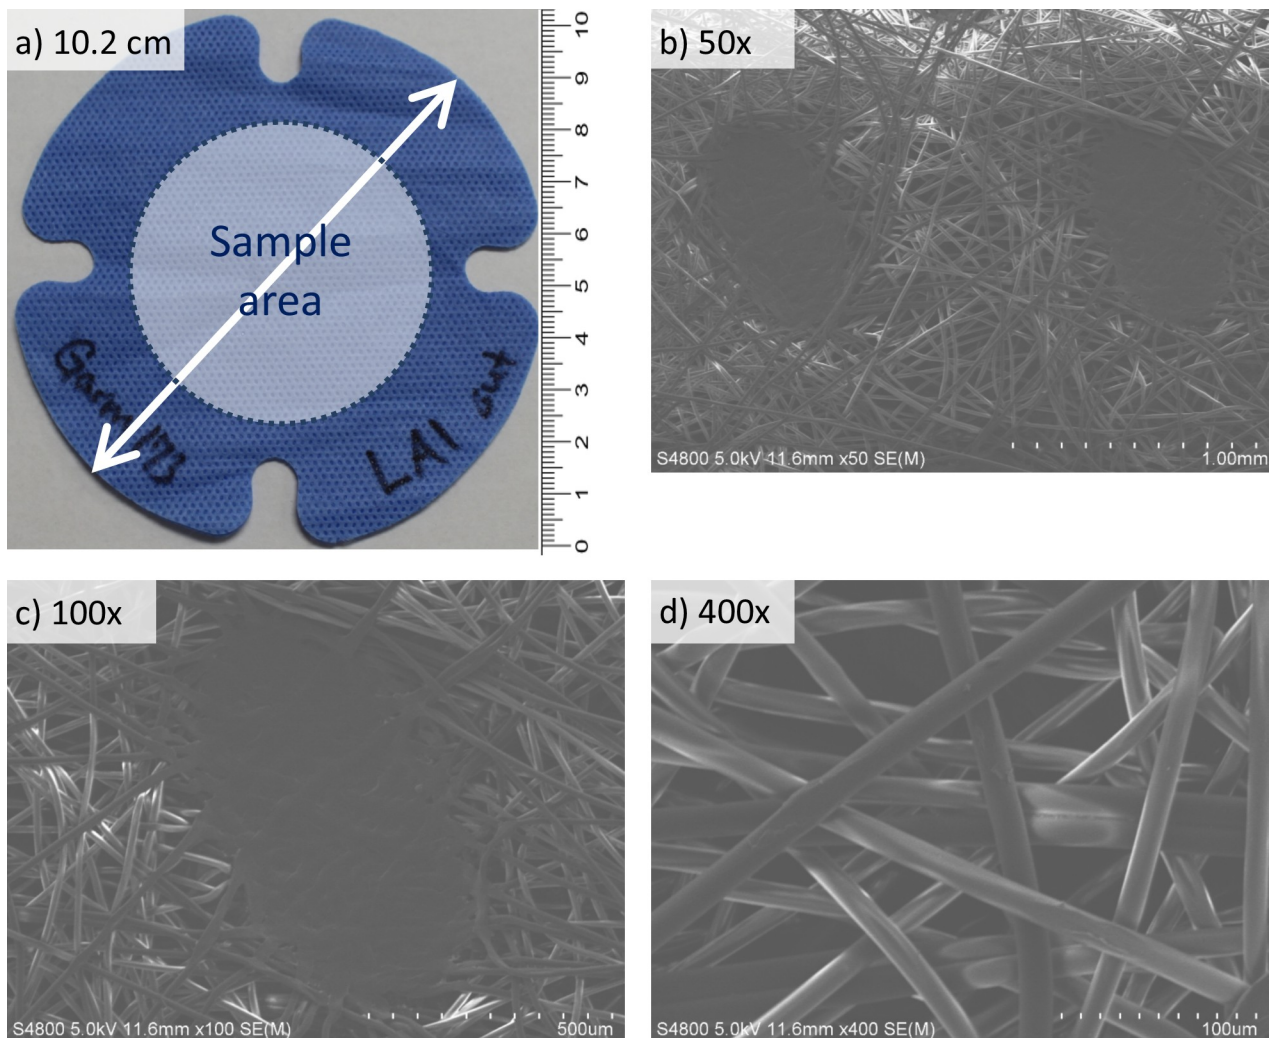 a) 10.2 cm
Sample
area
LAI out
10
9
8
7
6
5
4
3
2
1
0
b) 50x
S4800 5.0kV 11.6mm x50 SE(M)
1.00mm
c) 100x
S4800 5.0kV 11.6mm x100 SE(M)
500um
d) 400x
S4800 5.0kV 11.6mm x400 SE(M)
100um